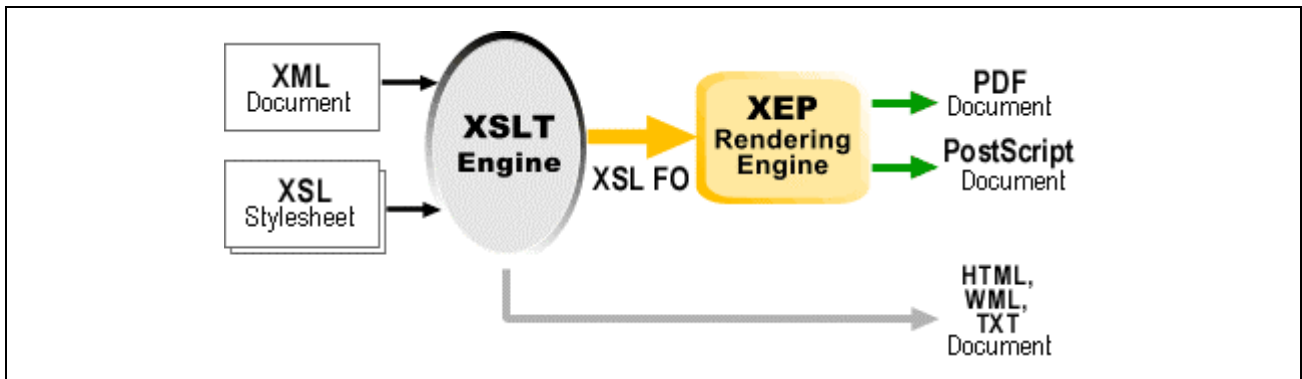 XML
Document
XSL
Stylesheet
XSLT
Engine
XSL FO
XEP
Rendering
Engine
PDF
Document
PostScript
Document
HTML,
WML,
TXT
Document